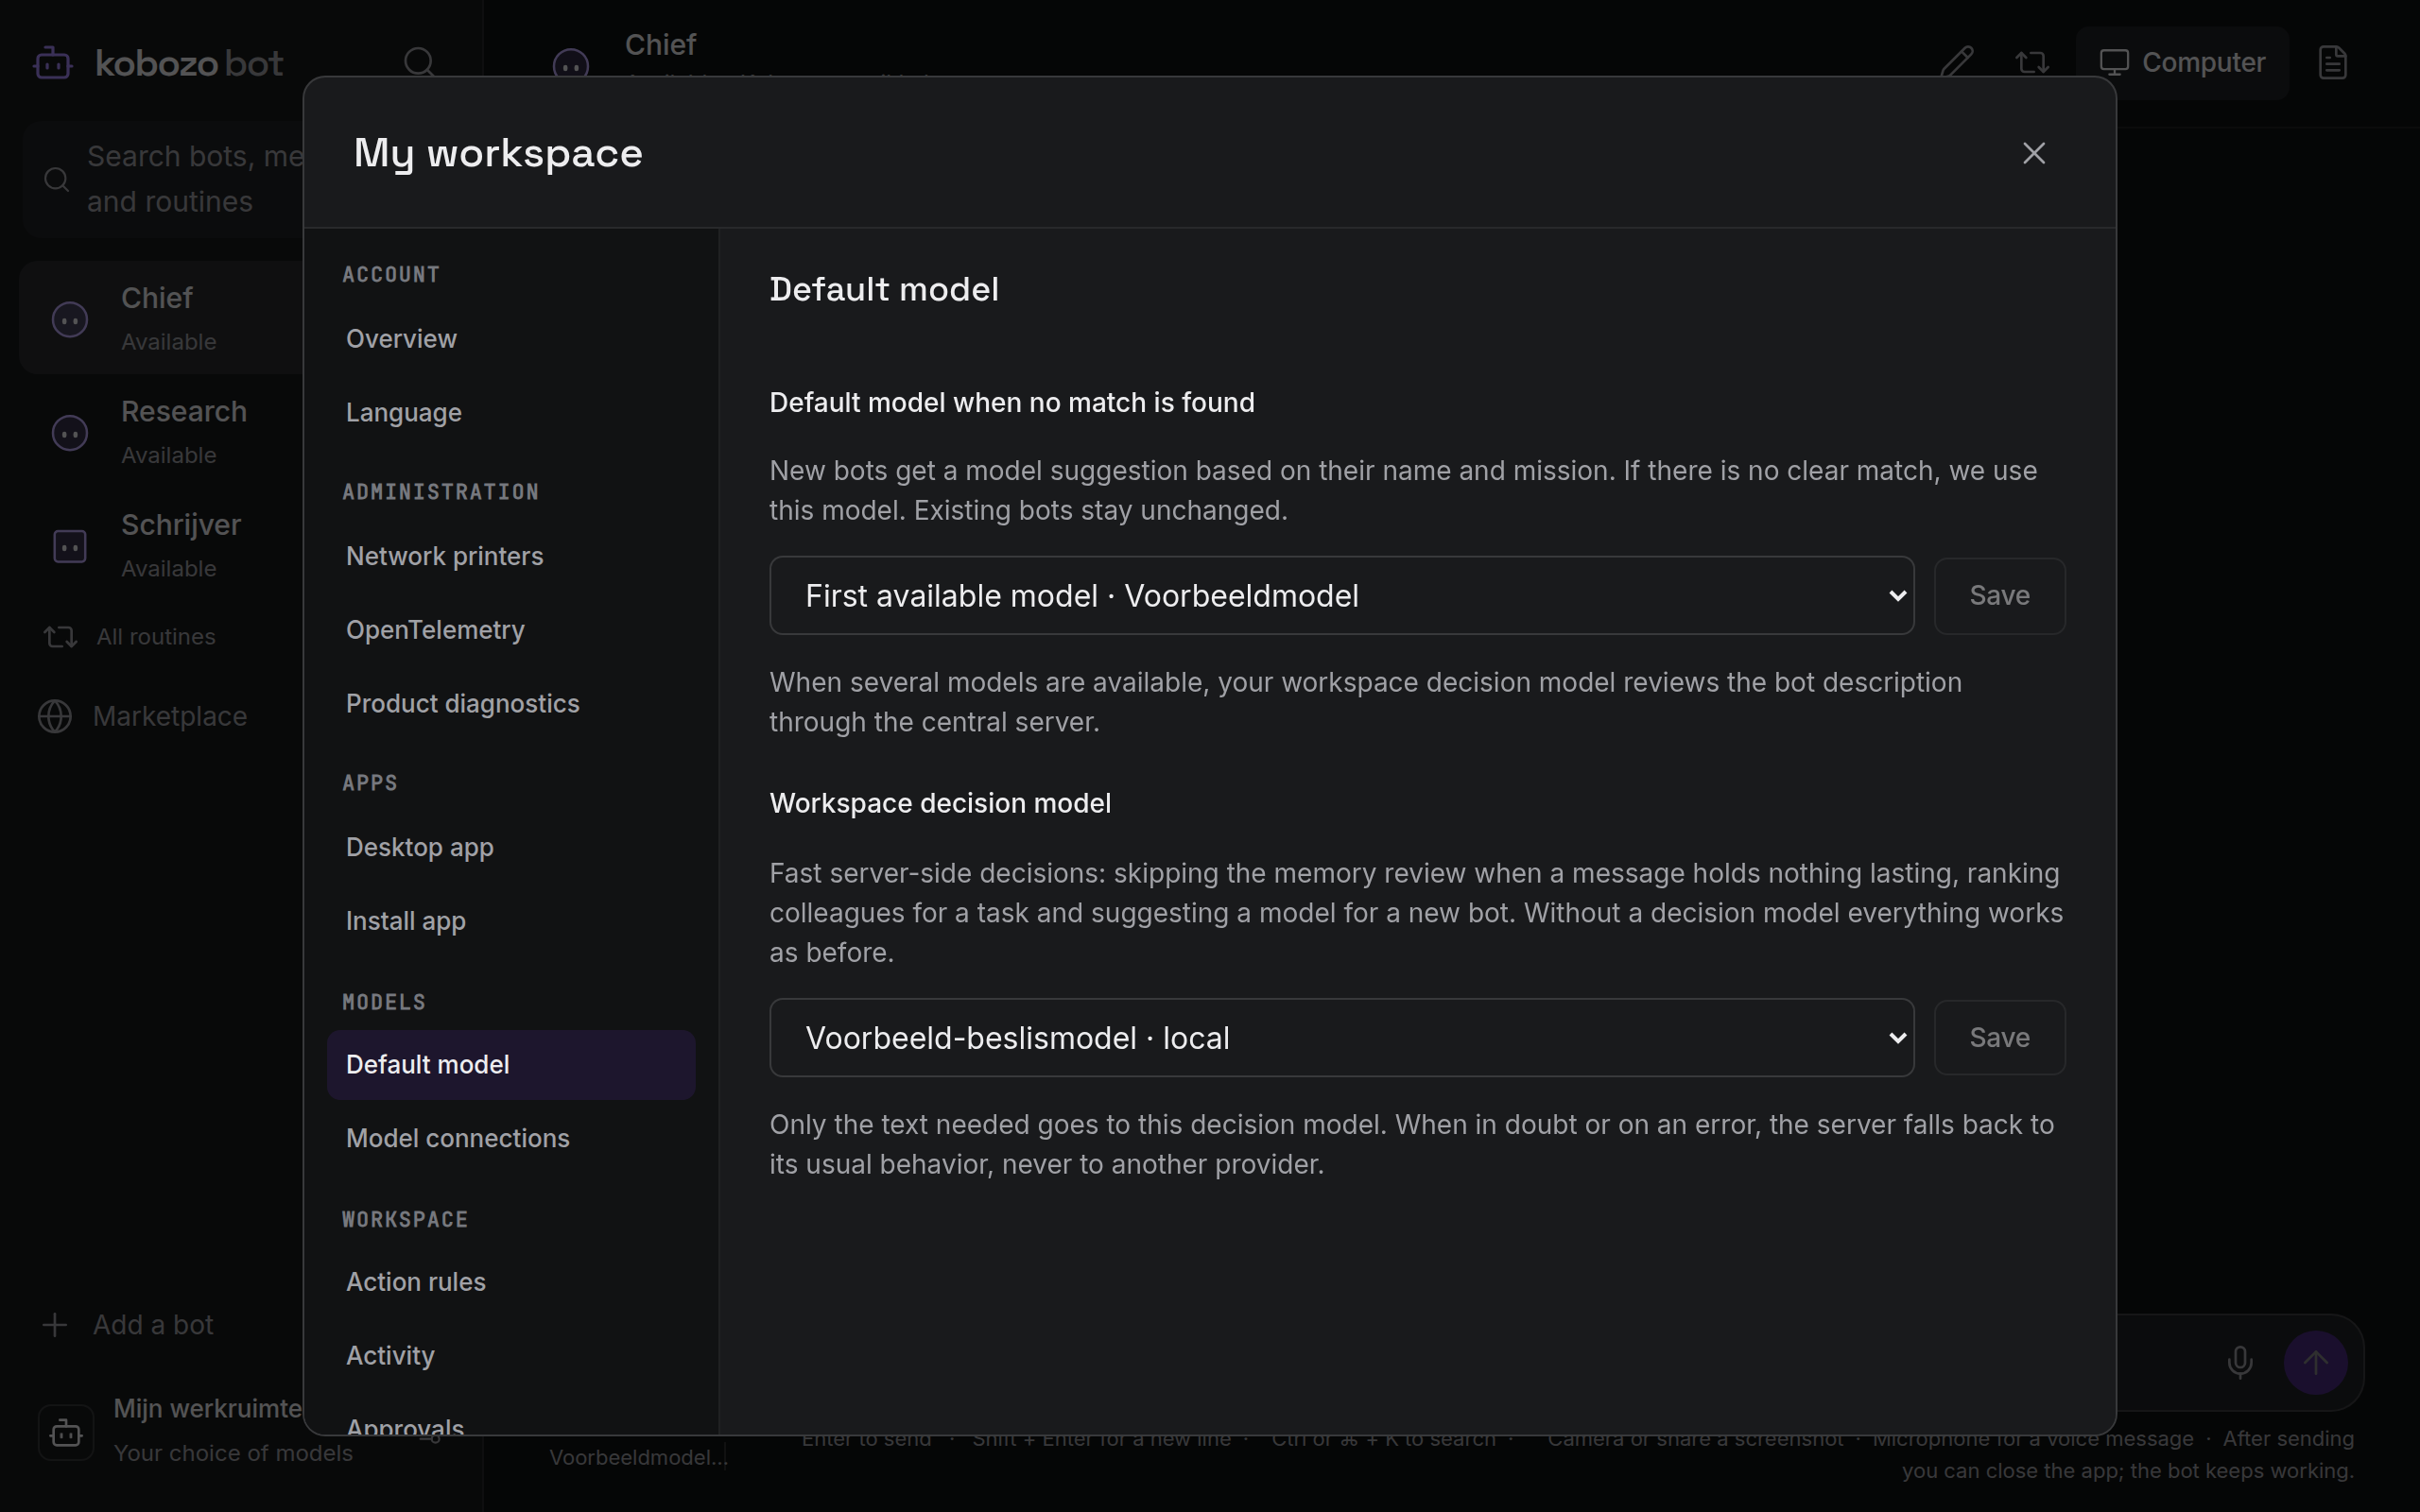 kobozo bot
Search bots, me
and routines
Chief
Available
Research
Available
Schrijver
Available
All routines
Marketplace
Add a bot
Mijn werkruimte
Your choice of models
Chief
Computer
My workspace
ACCOUNT
Overview
Language
ADMINISTRATION
Network printers
OpenTelemetry
Product diagnostics
APPS
Desktop app
Install app
MODELS
Default model
Model connections
WORKSPACE
Action rules
Activity
Approvals
Default model
Default model when no match is found
New bots get a model suggestion based on their name and mission. If there is no clear match, we use
this model. Existing bots stay unchanged.
First available model · Voorbeeldmodel
Save
When several models are available, your workspace decision model reviews the bot description
through the central server.
Workspace decision model
Fast server-side decisions: skipping the memory review when a message holds nothing lasting, ranking
colleagues for a task and suggesting a model for a new bot. Without a decision model everything works
as before.
Voorbeeld-beslismodel · local
Save
Only the text needed goes to this decision model. When in doubt or on an error, the server falls back to
its usual behavior, never to another provider.
Voorbeeldmodel...
Enter to send · Shift + Enter for a new line · Ctrl or ⌘ + K to search · Camera or share a screenshot · Microphone for a voice message · After sending
you can close the app; the bot keeps working.